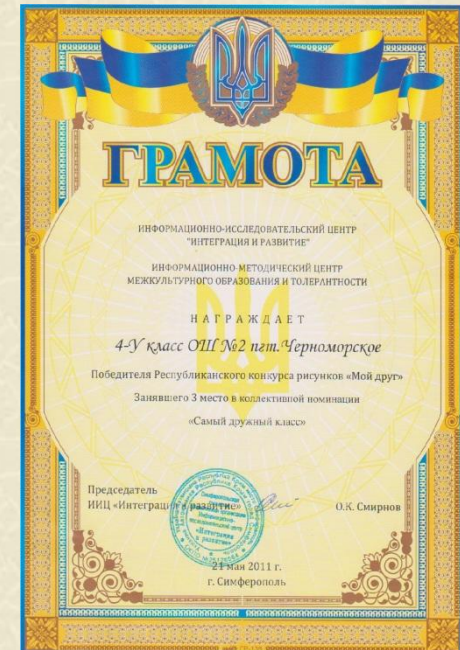 ГРАМОТА
ИНФОРМАЦИОННО-ИССЛЕДОВАТЕЛЬСКИЙ ЦЕНТР
"ИНТЕГРАЦИЯ И РАЗВИТИЕ"
ИНФОРМАЦИОННО-МЕТОДИЧЕСКИЙ ЦЕНТР
МЕЖКУЛЬТУРНОГО ОБРАЗОВАНИЯ И ТОЛЕРАНТНОСТИ
НАГРАЖДАЕТ
4-У класс ОШ №2 пгт. Черноморское
Победителя Республиканского конкурса рисунков «Мой друг»
Занявшего 3 место в коллективной номинации
«Самый дружный класс»
Председатель
ИИЦ «Интеграция и развитие» О.К. Смирнов
«Интеграция
и развитие»
21 мая 2011 г.
г. Симферополь